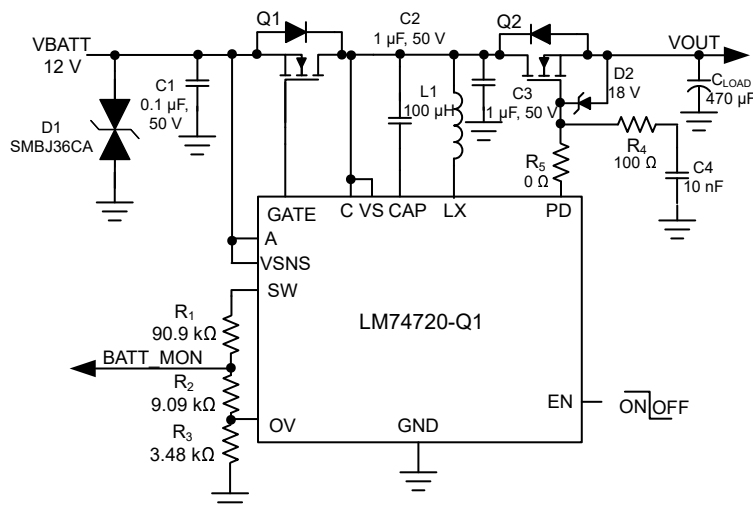 Q1
C2
1 µF, 50 V
Q2
VBATT
12 V
VOUT
C1
0.1 µF,
50 V
L1
100 µH
C3
1 µF, 50 V
D2
18 V
CLOAD
470 µF
D1
SMBJ36CA
R5
0 Ω
R4
100 Ω
C4
10 nF
GATE
C VS CAP
LX
PD
A
VSNS
SW
R1
90.9 kΩ
LM74720-Q1
BATT_MON
R2
9.09 kΩ
EN
ON OFF
OV
GND
R3
3.48 kΩ